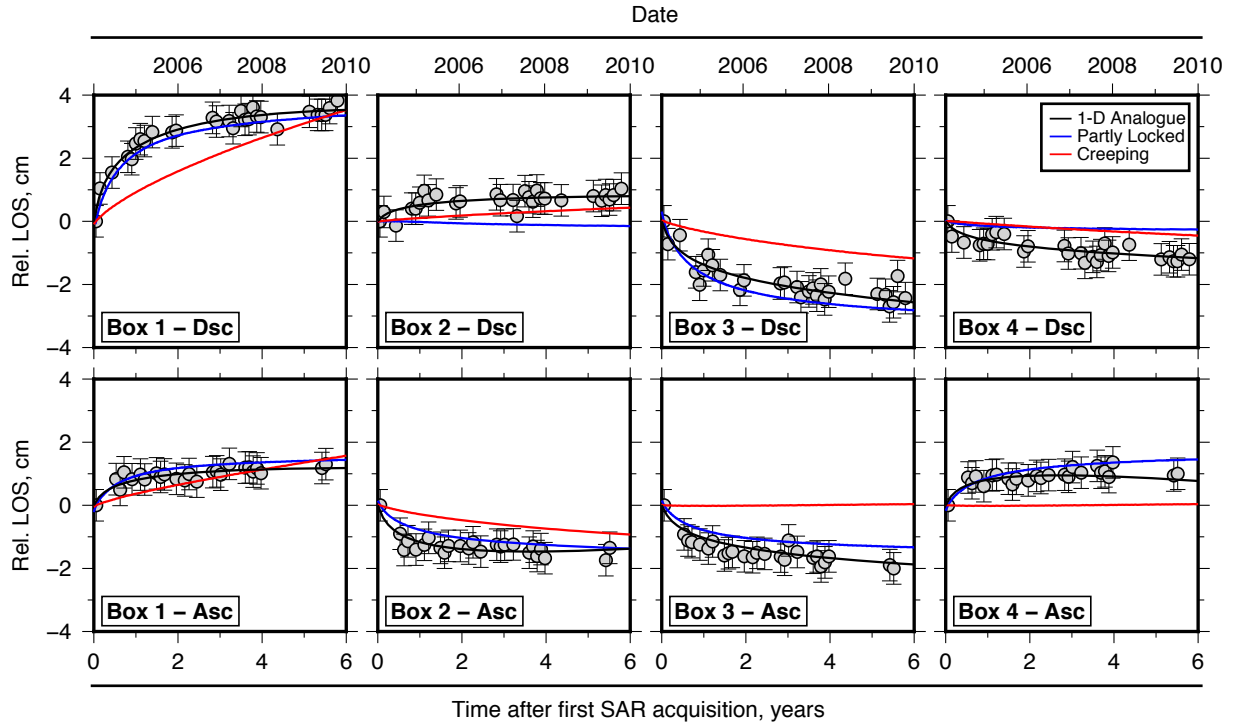 Date
2006 2008 2010 2006 2008 2010 2006 2008 2010 2006 2008 2010
4
2
0
−2
−4
Rel. LOS, cm
1-D Analogue
Partly Locked
Creeping
Box 1 – Dsc Box 2 – Dsc Box 3 – Dsc Box 4 – Dsc
4
2
0
−2
−4
Rel. LOS, cm
Box 1 – Asc Box 2 – Asc Box 3 – Asc Box 4 – Asc
0 2 4 6 0 2 4 6 0 2 4 6 0 2 4 6
Time after first SAR acquisition, years